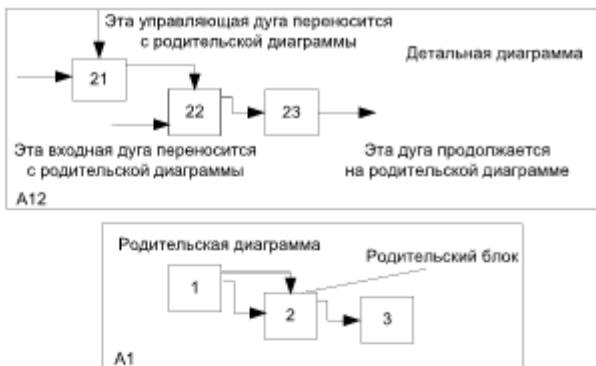 Эта управляющая дуга переносится
с родительской диаграммы
Детальная диаграмма
21
22
23
Эта входная дуга переносится
с родительской диаграммы
Эта дуга продолжается
на родительской диаграмме
A12
Родительская диаграмма
Родительский блок
1
2
3
A1